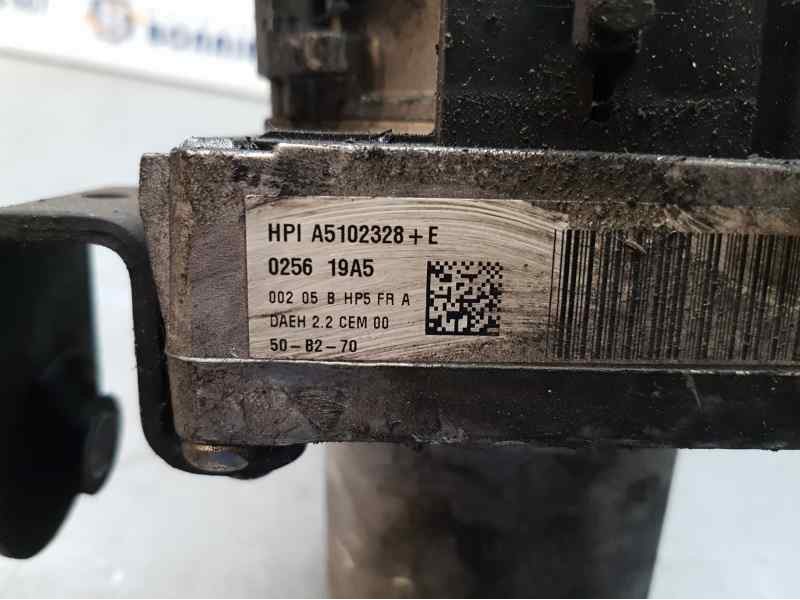 HPI A5102328+E
0256 19A5
002 05 B HP5 FR A
DAEH 2.2 CEM 00
50-B2-70